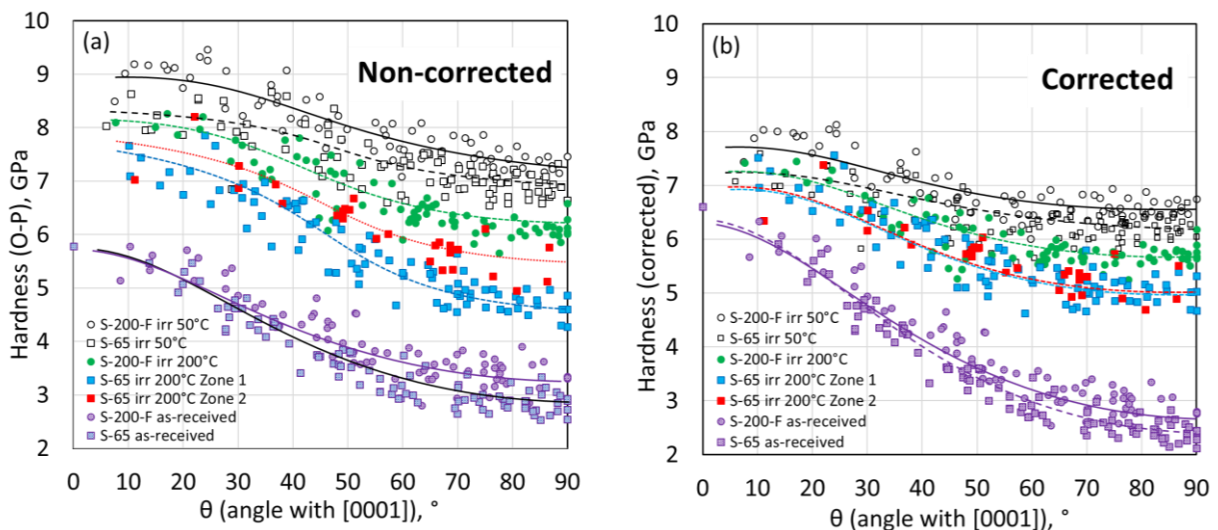 (a)
Non-corrected
Hardness (O-P), GPa
10
9
8
7
6
5
4
3
2
S-200-F irr 50°C
S-65 irr 50°C
S-200-F irr 200°C
S-65 irr 200°C Zone 1
S-65 irr 200°C Zone 2
S-200-F as-received
S-65 as-received
0 10 20 30 40 50 60 70 80 90
θ (angle with [0001]), °
(b)
Corrected
Hardness (corrected), GPa
10
9
8
7
6
5
4
3
2
S-200-F irr 50°C
S-65 irr 50°C
S-200-F irr 200°C
S-65 irr 200°C Zone 1
S-65 irr 200°C Zone 2
S-200-F as-received
S-65 as-received
0 10 20 30 40 50 60 70 80 90
θ (angle with [0001]), °